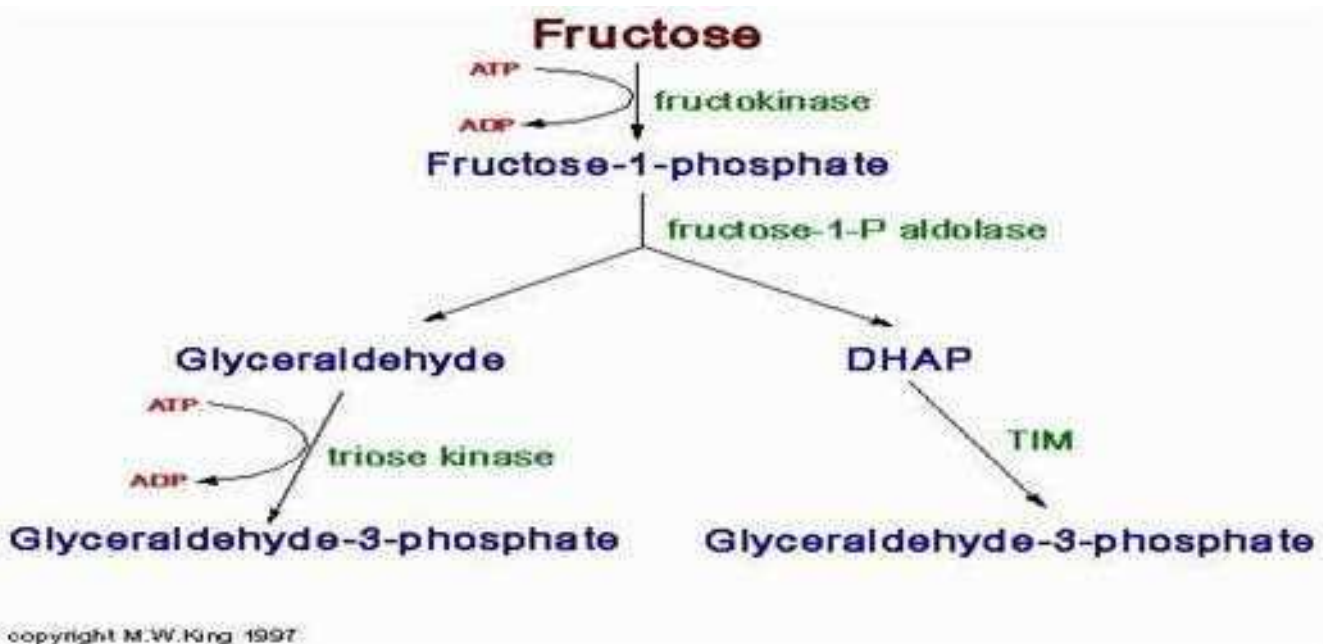 Fructose
ATP
fructokinase
ADP
Fructose-1-phosphate
fructose-1-P aldolase
Glyceraldehyde
DHAP
ATP
triose kinase
TIM
ADP
Glyceraldehyde-3-phosphate
Glyceraldehyde-3-phosphate
copyright M.W.King 1997